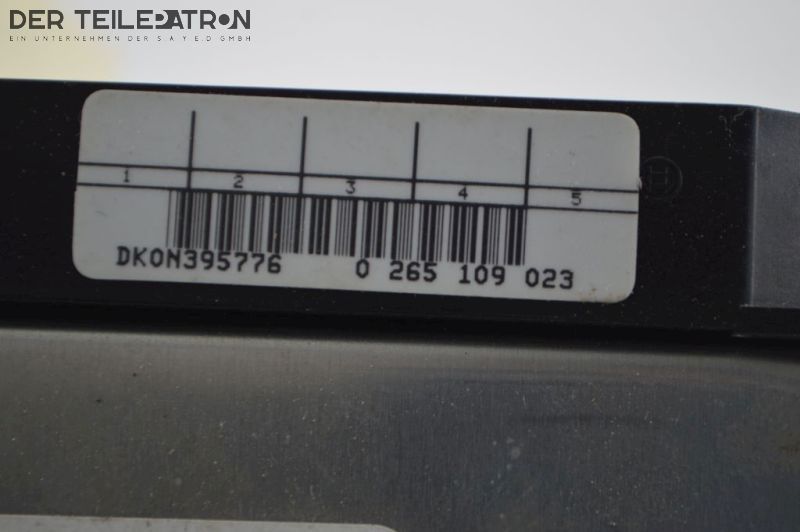 DER TEILEPATRON
EIN UNTERNEHMEN DER S A Y E.D GMBH
1 2 3 4 5
DK0N395776 0 265 109 023